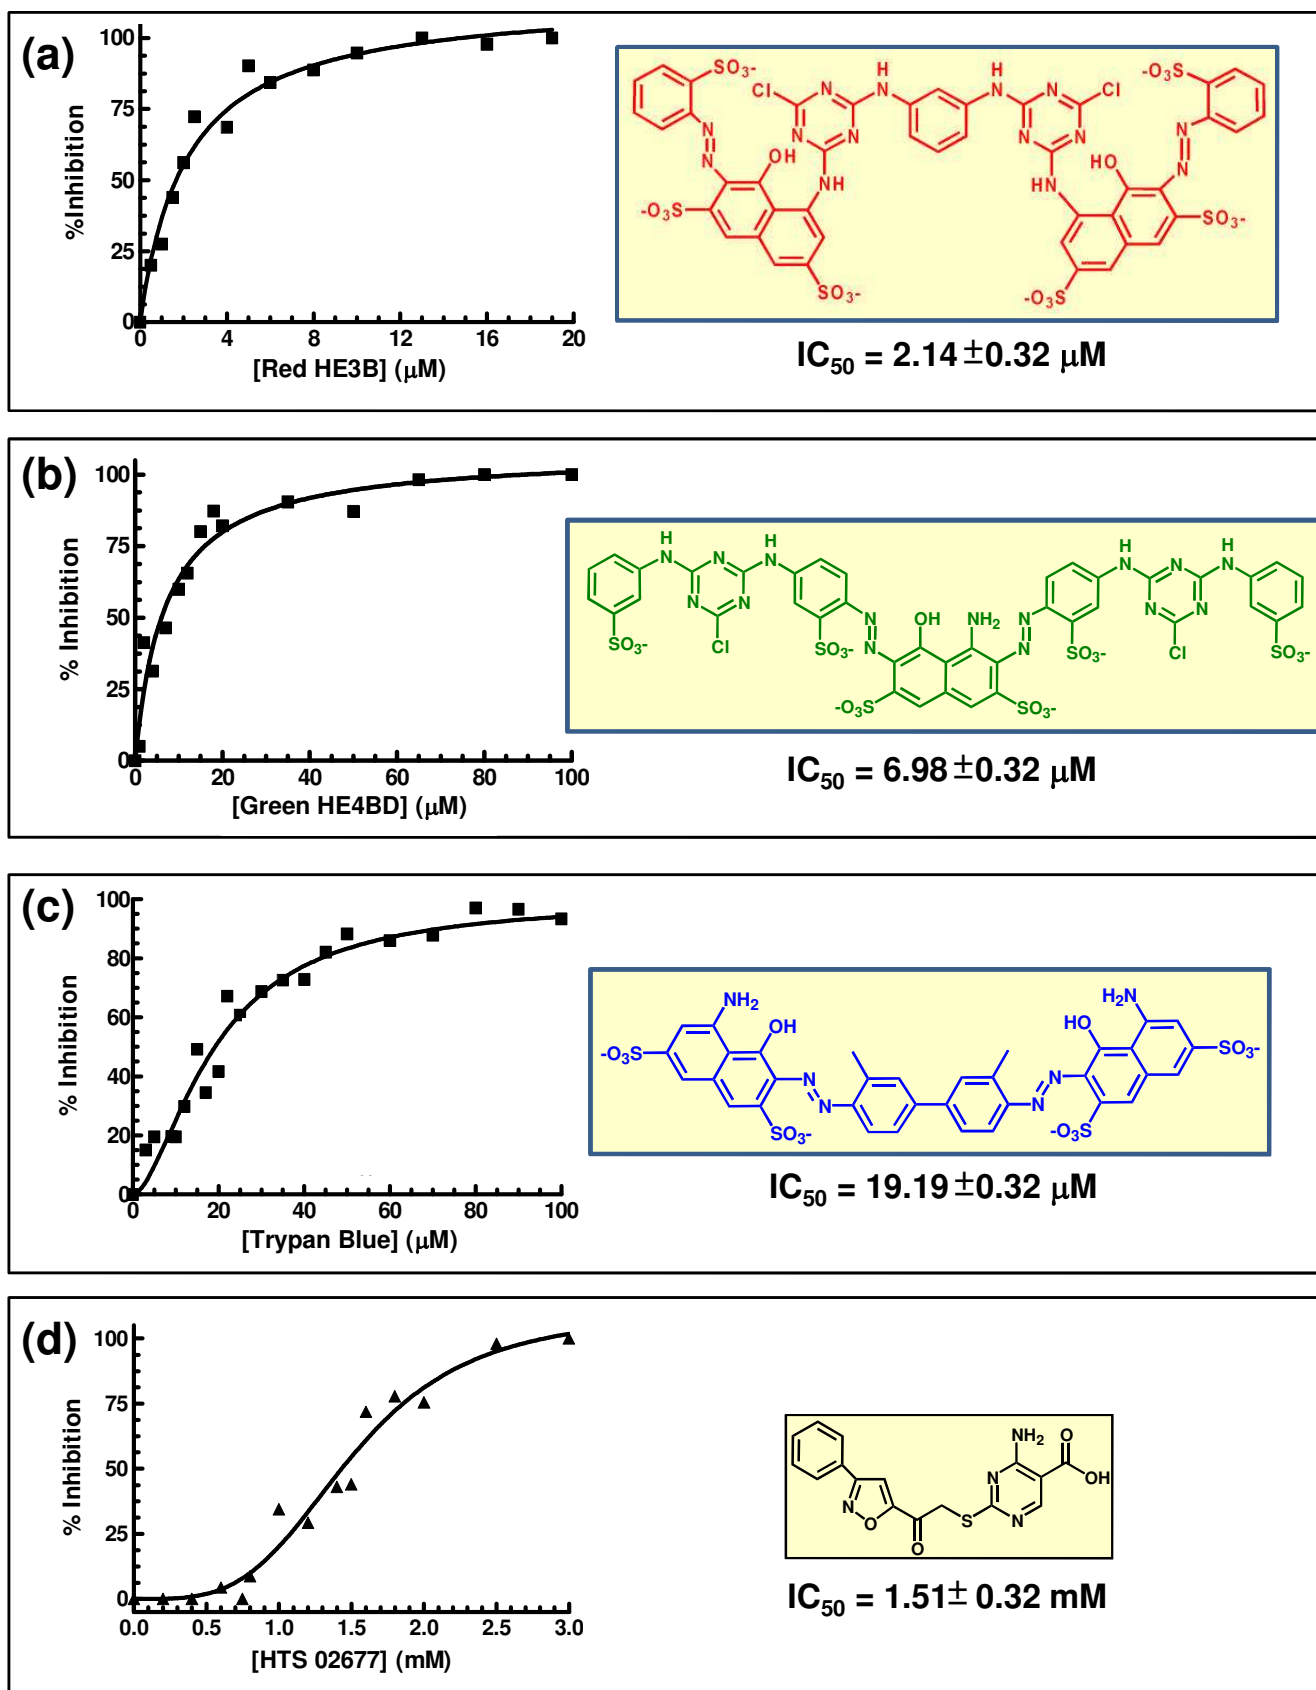 (a)
100
75
50
25
0
%Inhibition
0 4 8 12 16 20
[Red HE3B] (µM)
SO3- Cl N N N H N H N N N N Cl -O3S
N N OH NH HN HO N N
-O3S SO3- -O3S SO3-
IC50 = 2.14 ±0.32 µM
(b)
100
75
50
25
0
% Inhibition
0 20 40 60 80 100
[Green HE4BD] (µM)
H N N N N H N H N N N N H N
SO3- Cl SO3- N N OH NH2 N N SO3- Cl SO3-
-O3S SO3-
IC50 = 6.98 ±0.32 µM
(c)
100
80
60
40
20
0
% Inhibition
0 20 40 60 80 100
[Trypan Blue] (µM)
NH2 OH H2N HO
-O3S N N N N SO3-
SO3- -O3S
IC50 = 19.19 ±0.32 µM
(d)
100
75
50
25
0
% Inhibition
0.0 0.5 1.0 1.5 2.0 2.5 3.0
[HTS 02677] (mM)
NH2 O
N OH
N O S N
O
IC50 = 1.51± 0.32 mM